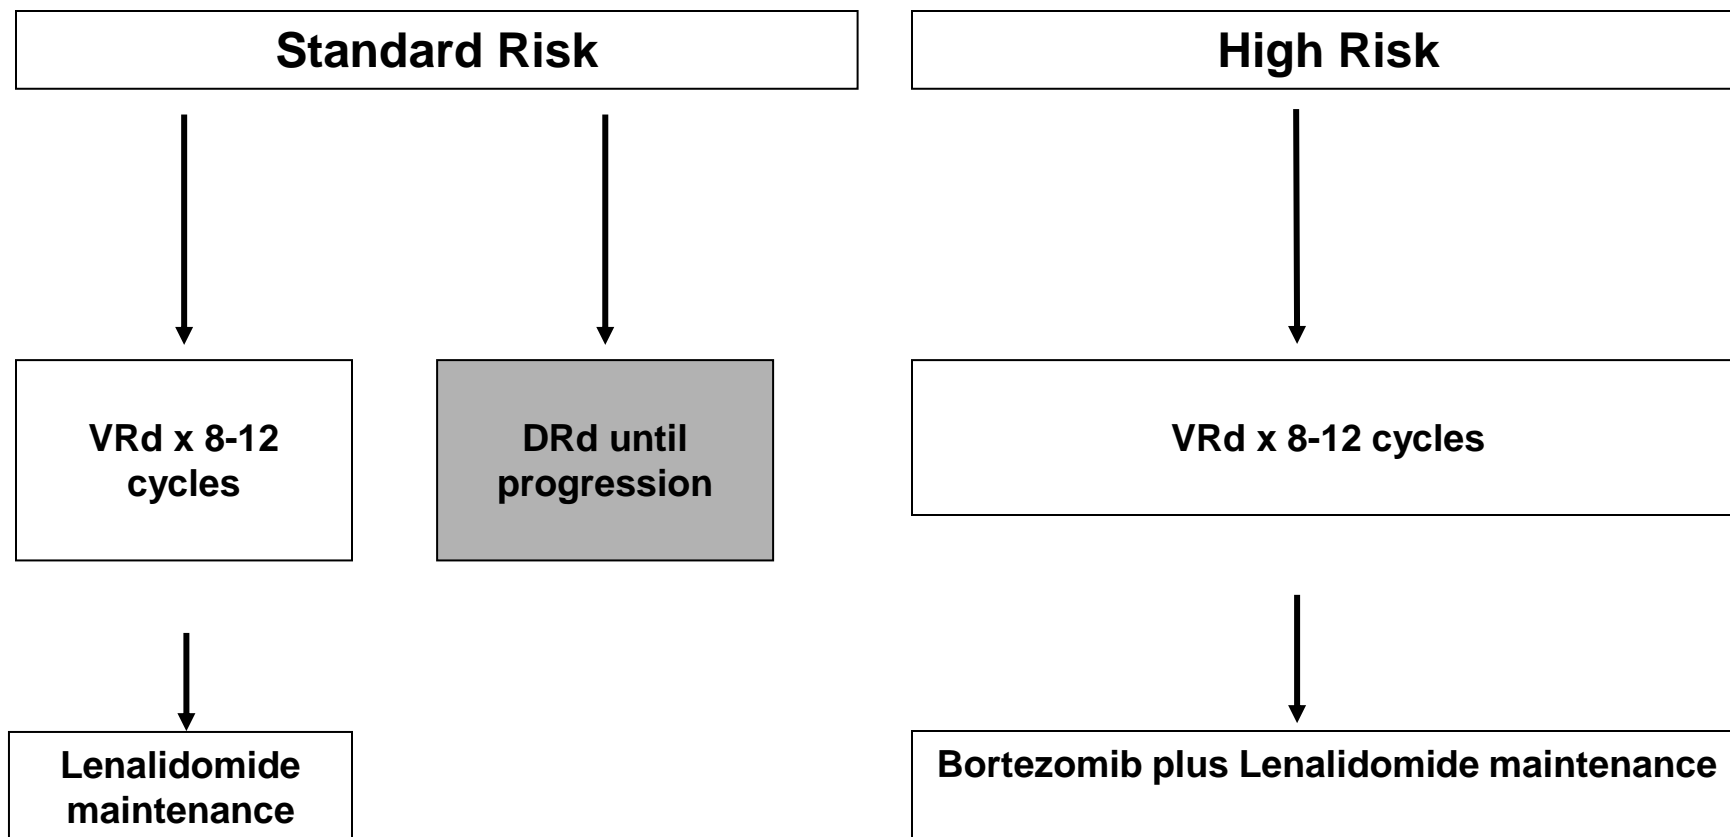 Standard Risk
High Risk
VRd x 8-12
cycles
DRd until
progression
VRd x 8-12 cycles
Lenalidomide
maintenance
Bortezomib plus Lenalidomide maintenance